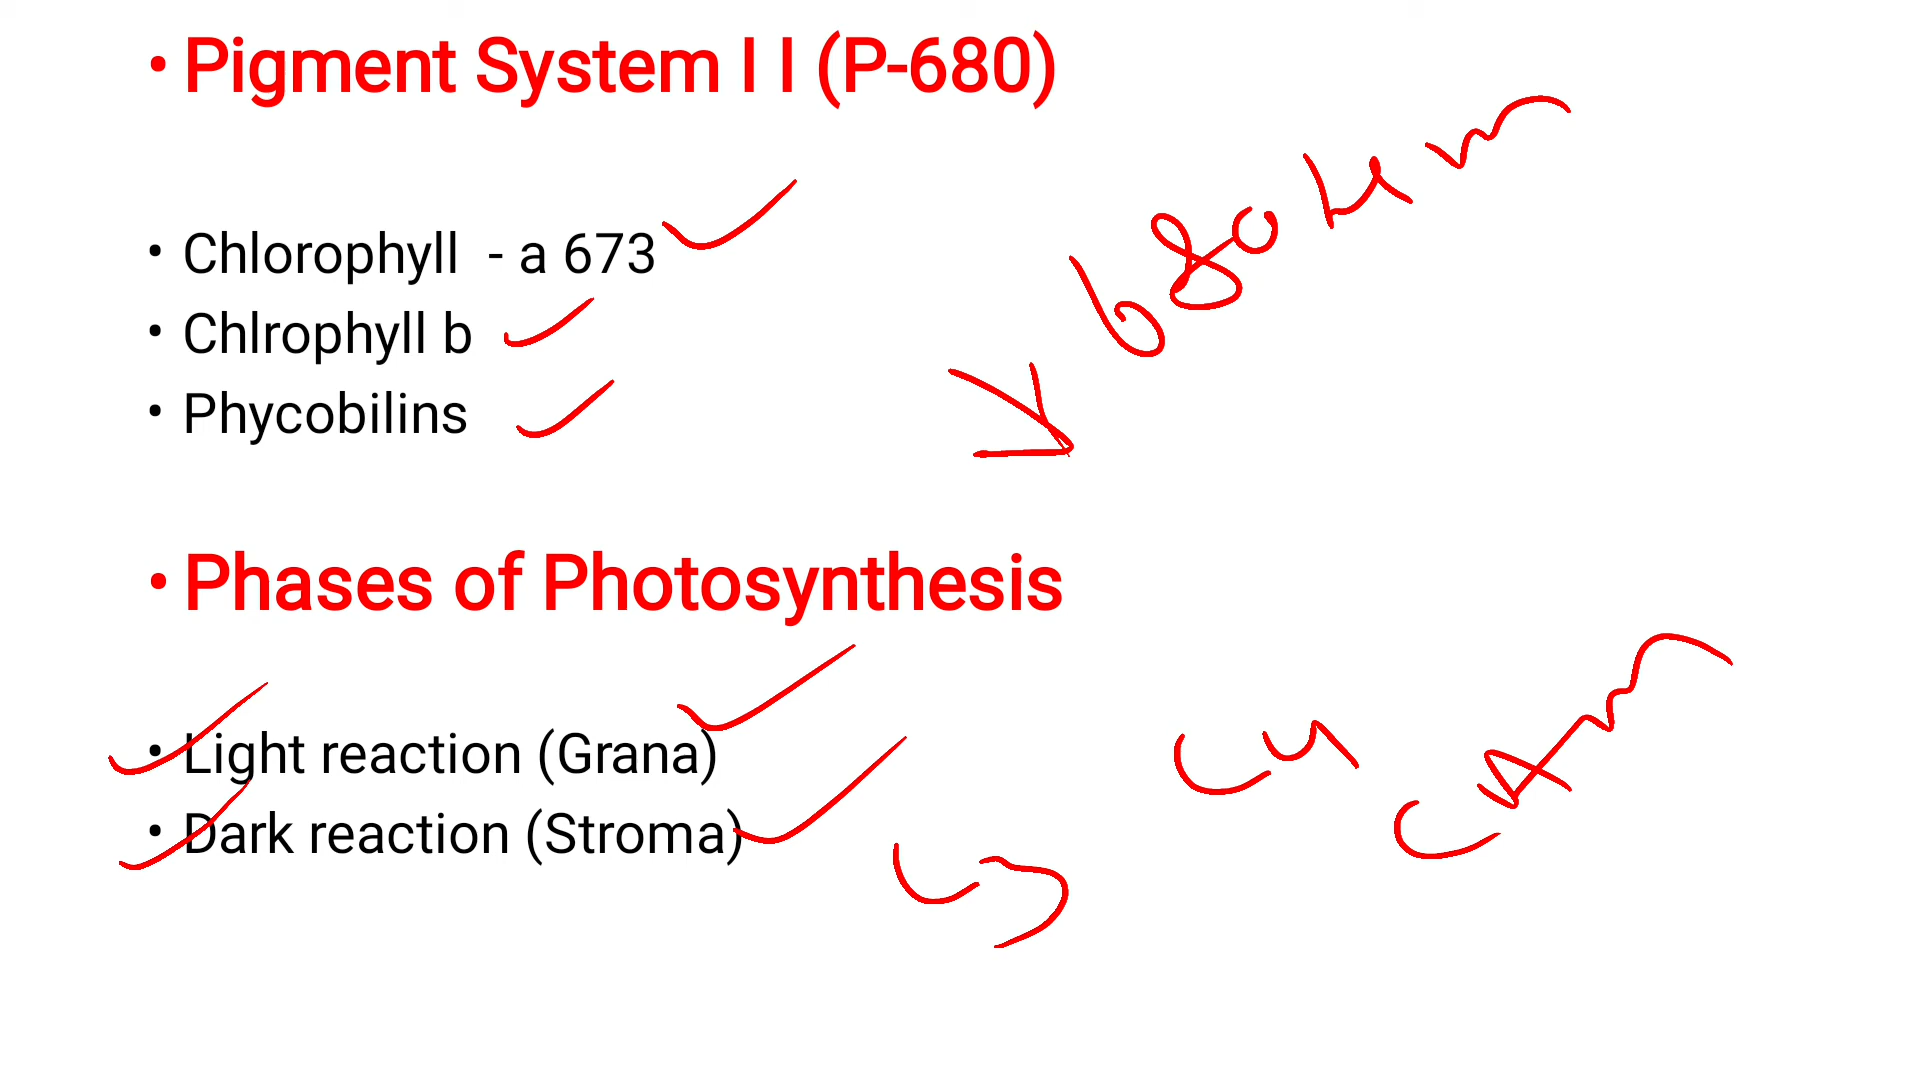 • Pigment System I I (P-680)
680 nm
• Chlorophyll - a 673
• Chlrophyll b
• Phycobilins
• Phases of Photosynthesis
• Light reaction (Grana)
C4
CAM
• Dark reaction (Stroma)
C3